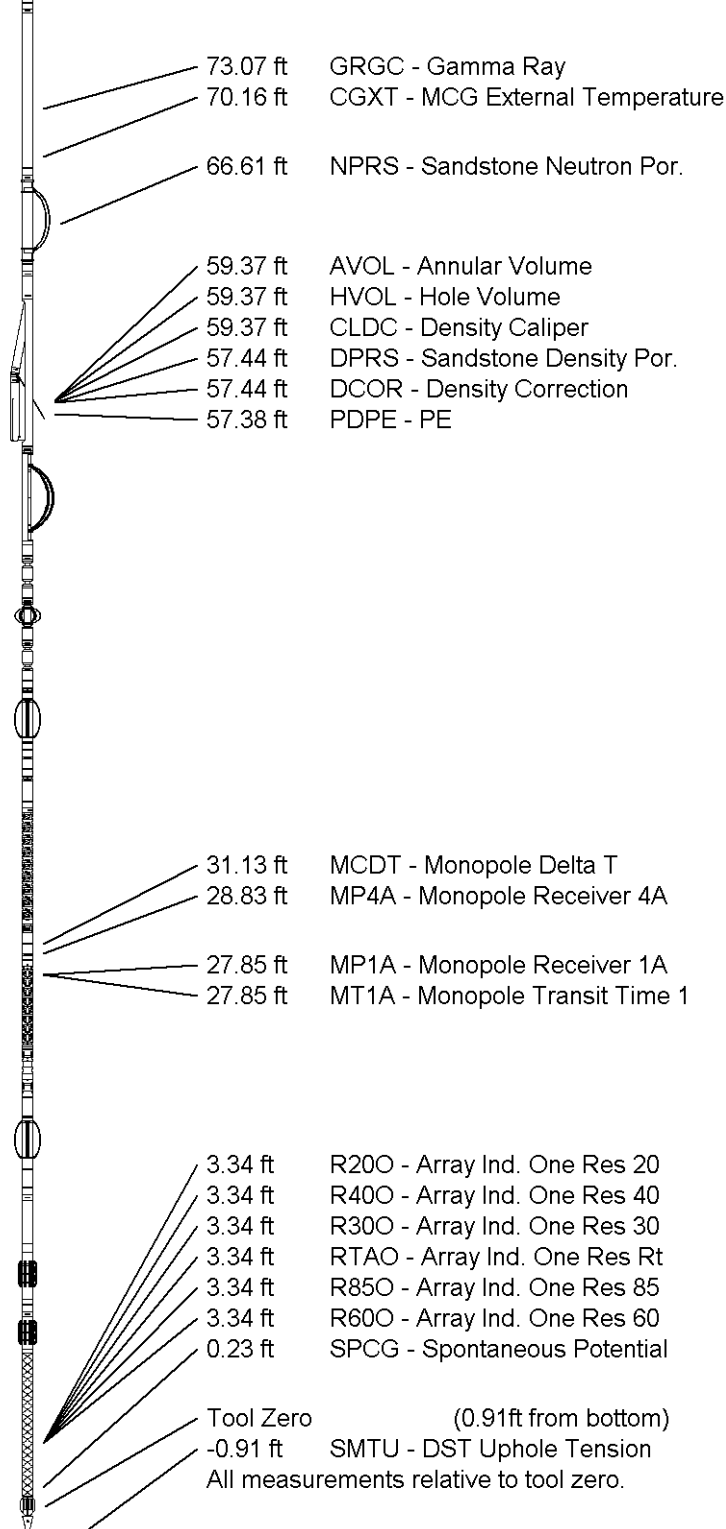 73.07 ft GRGC - Gamma Ray
70.16 ft CGXT - MCG External Temperature
66.61 ft NPRS - Sandstone Neutron Por.
59.37 ft AVOL - Annular Volume
59.37 ft HVOL - Hole Volume
59.37 ft CLDC - Density Caliper
57.44 ft DPRS - Sandstone Density Por.
57.44 ft DCOR - Density Correction
57.38 ft PDPE - PE
31.13 ft MCDT - Monopole Delta T
28.83 ft MP4A - Monopole Receiver 4A
27.85 ft MP1A - Monopole Receiver 1A
27.85 ft MT1A - Monopole Transit Time 1
3.34 ft R20O - Array Ind. One Res 20
3.34 ft R40O - Array Ind. One Res 40
3.34 ft R30O - Array Ind. One Res 30
3.34 ft RTAO - Array Ind. One Res Rt
3.34 ft R85O - Array Ind. One Res 85
3.34 ft R60O - Array Ind. One Res 60
0.23 ft SPCG - Spontaneous Potential
Tool Zero (0.91ft from bottom)
-0.91 ft SMTU - DST Uphole Tension
All measurements relative to tool zero.